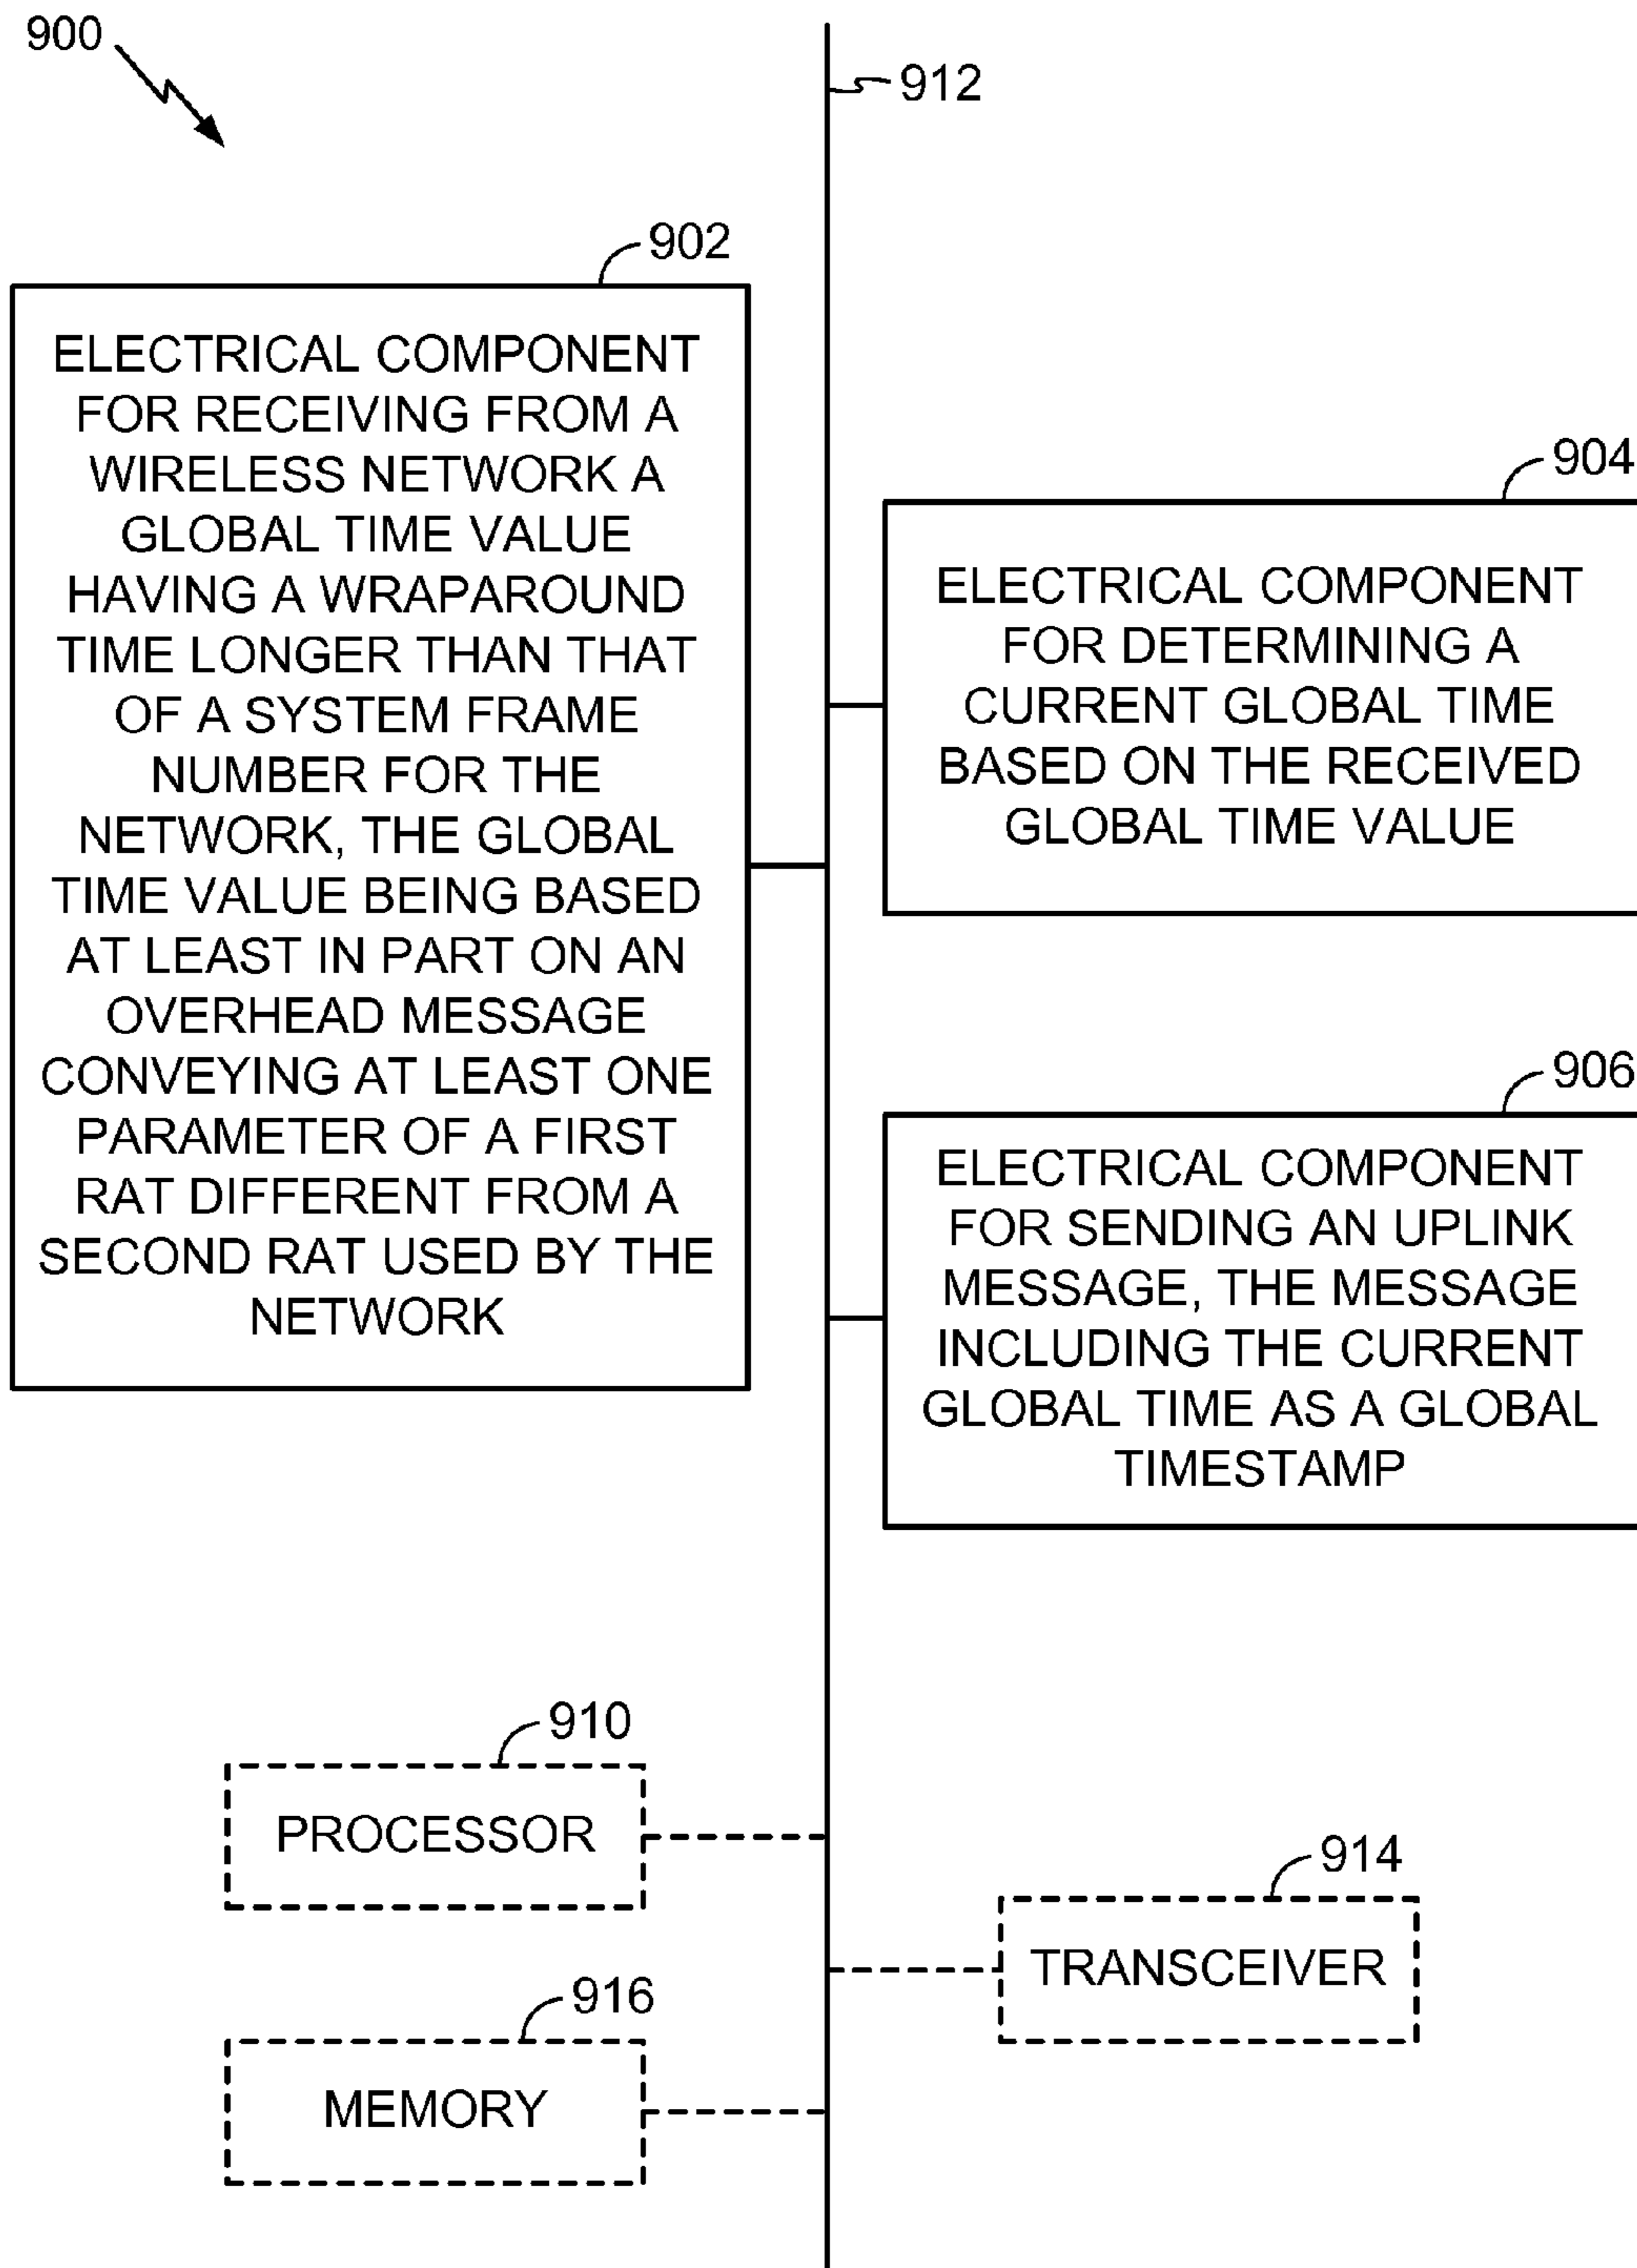 900
912
902
ELECTRICAL COMPONENT
FOR RECEIVING FROM A
WIRELESS NETWORK A
GLOBAL TIME VALUE
HAVING A WRAPAROUND
TIME LONGER THAN THAT
OF A SYSTEM FRAME
NUMBER FOR THE
NETWORK, THE GLOBAL
TIME VALUE BEING BASED
AT LEAST IN PART ON AN
OVERHEAD MESSAGE
CONVEYING AT LEAST ONE
PARAMETER OF A FIRST
RAT DIFFERENT FROM A
SECOND RAT USED BY THE
NETWORK
904
ELECTRICAL COMPONENT
FOR DETERMINING A
CURRENT GLOBAL TIME
BASED ON THE RECEIVED
GLOBAL TIME VALUE
906
ELECTRICAL COMPONENT
FOR SENDING AN UPLINK
MESSAGE, THE MESSAGE
INCLUDING THE CURRENT
GLOBAL TIME AS A GLOBAL
TIMESTAMP
910
PROCESSOR
914
TRANSCEIVER
916
MEMORY